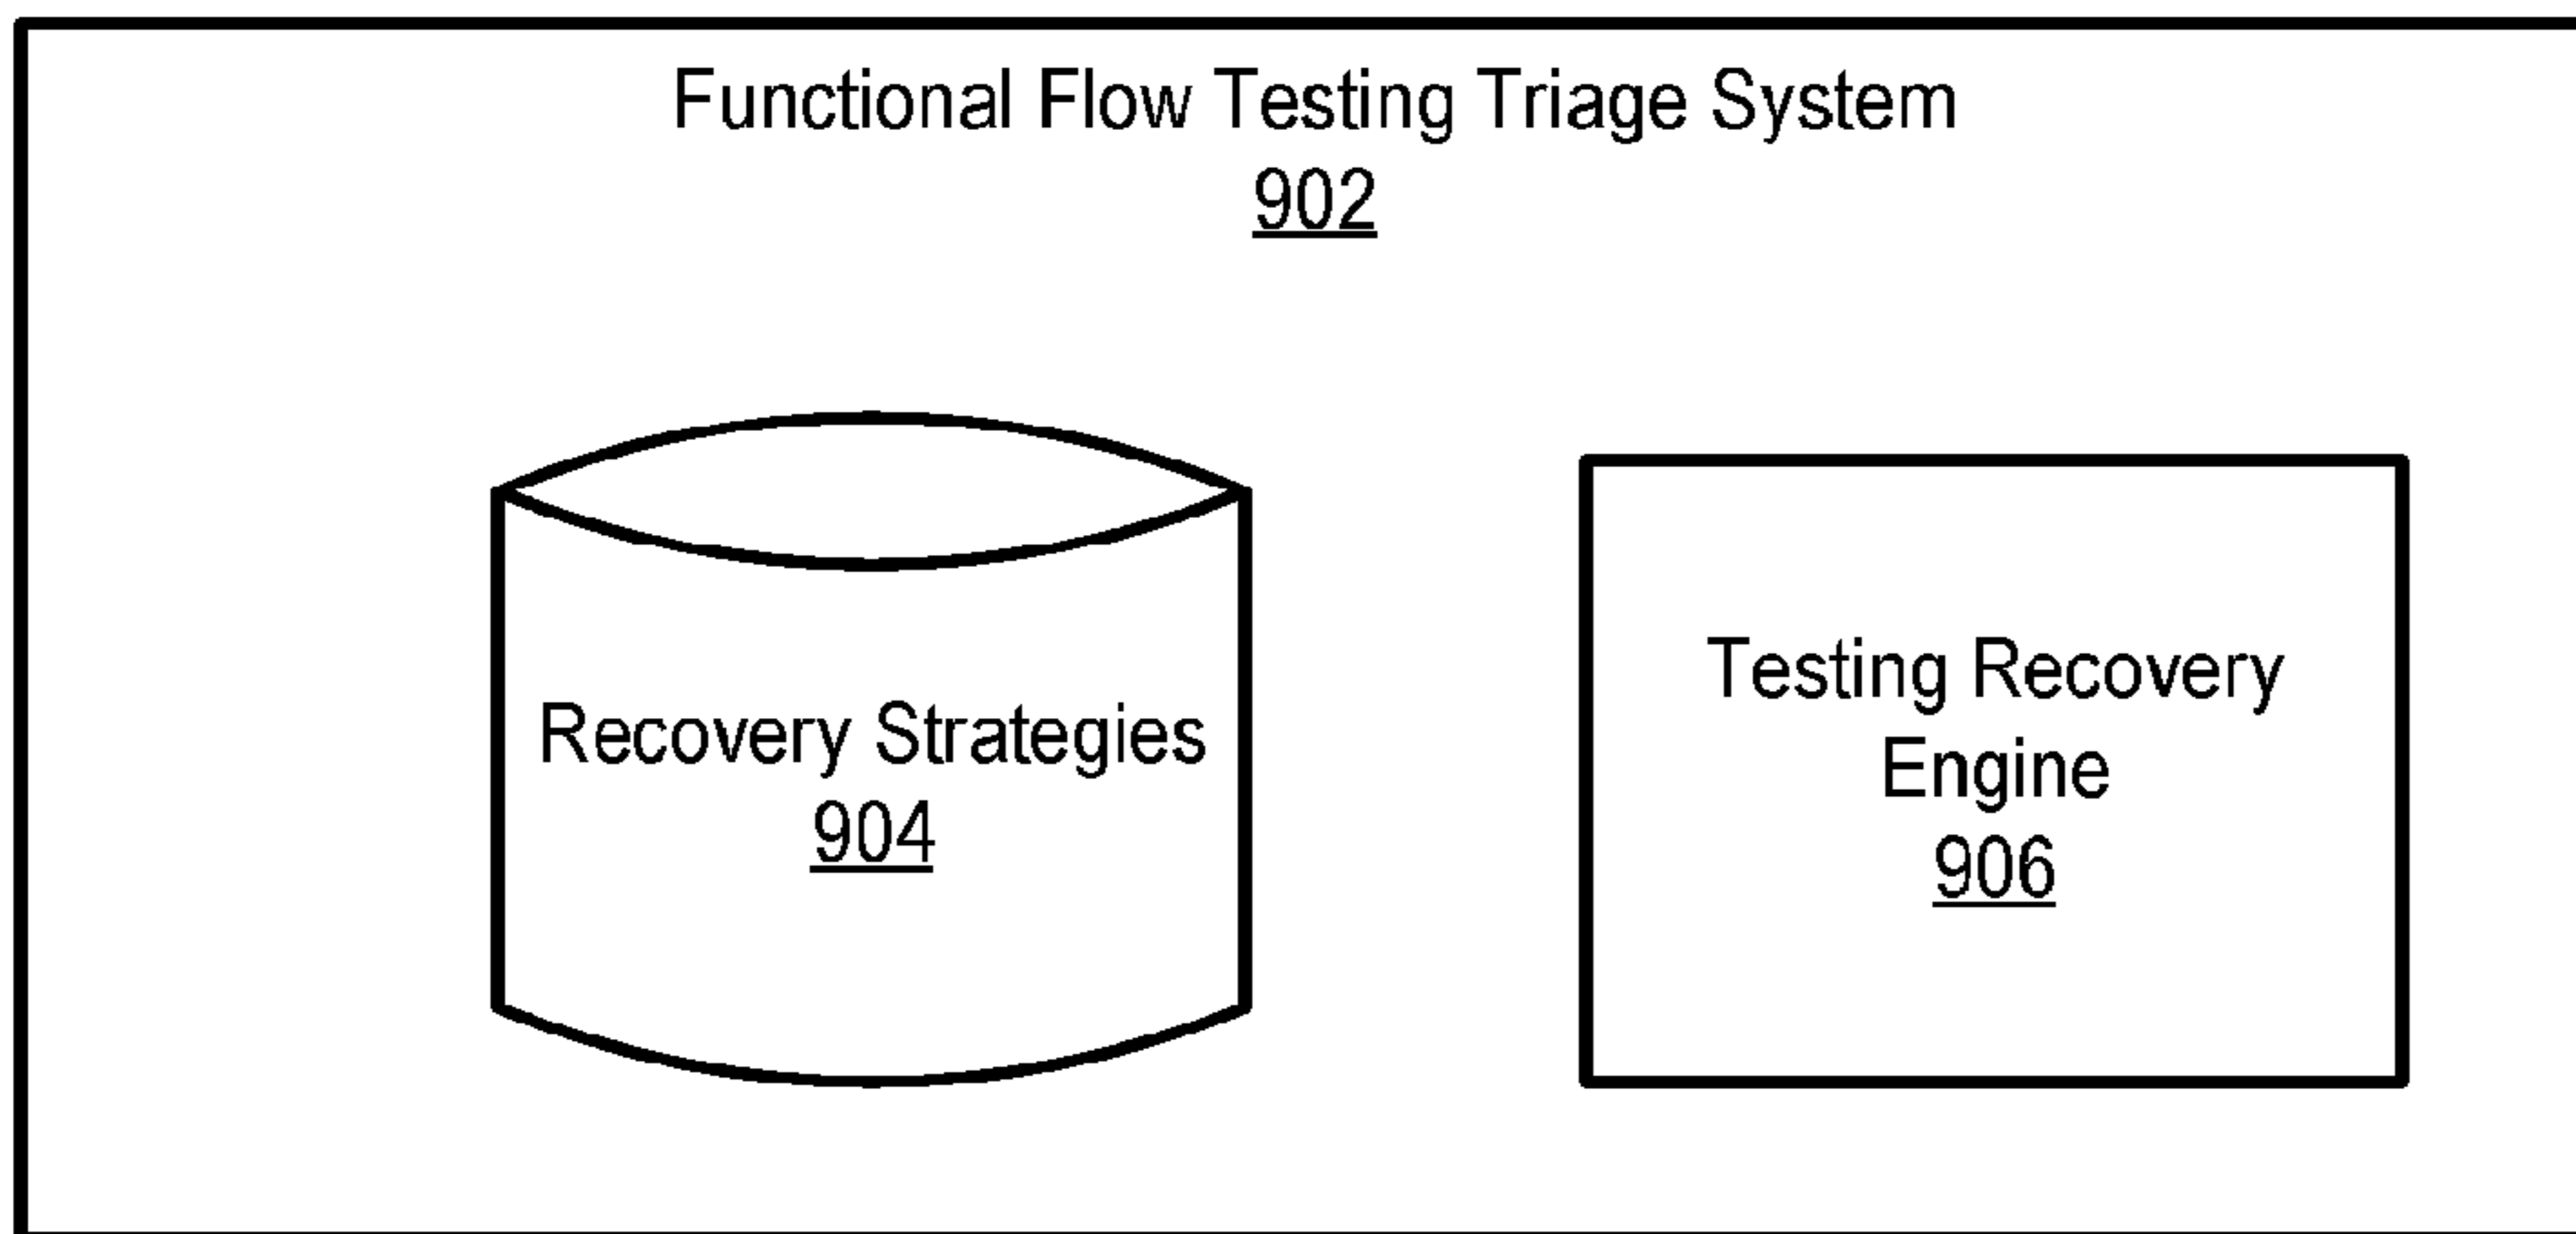 Functional Flow Testing Triage System
902
Recovery Strategies
904
Testing Recovery
Engine
906